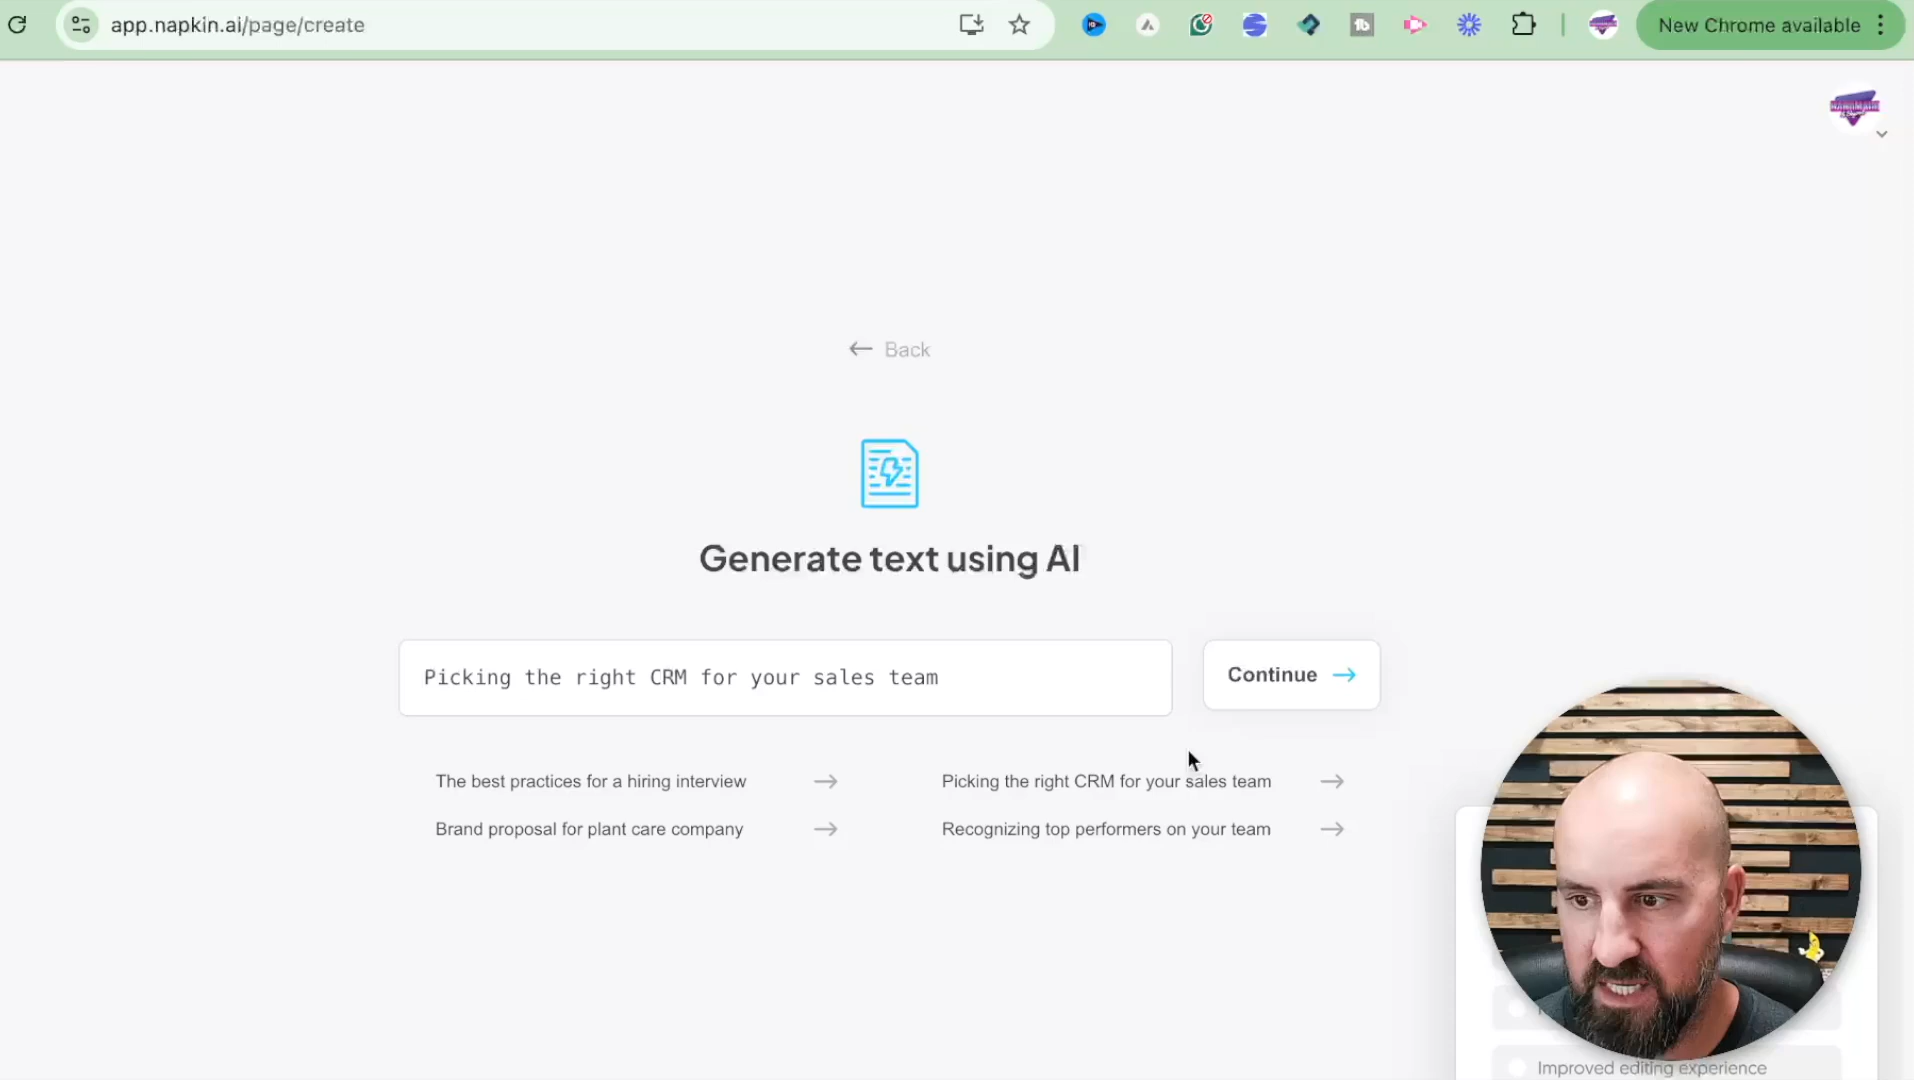 app.napkin.ai/page/create
New Chrome available
Back
Generate text using AI
Picking the right CRM for your sales team
Continue
The best practices for a hiring interview
Picking the right CRM for your sales team
Brand proposal for plant care company
Recognizing top performers on your team
Improved editing experience